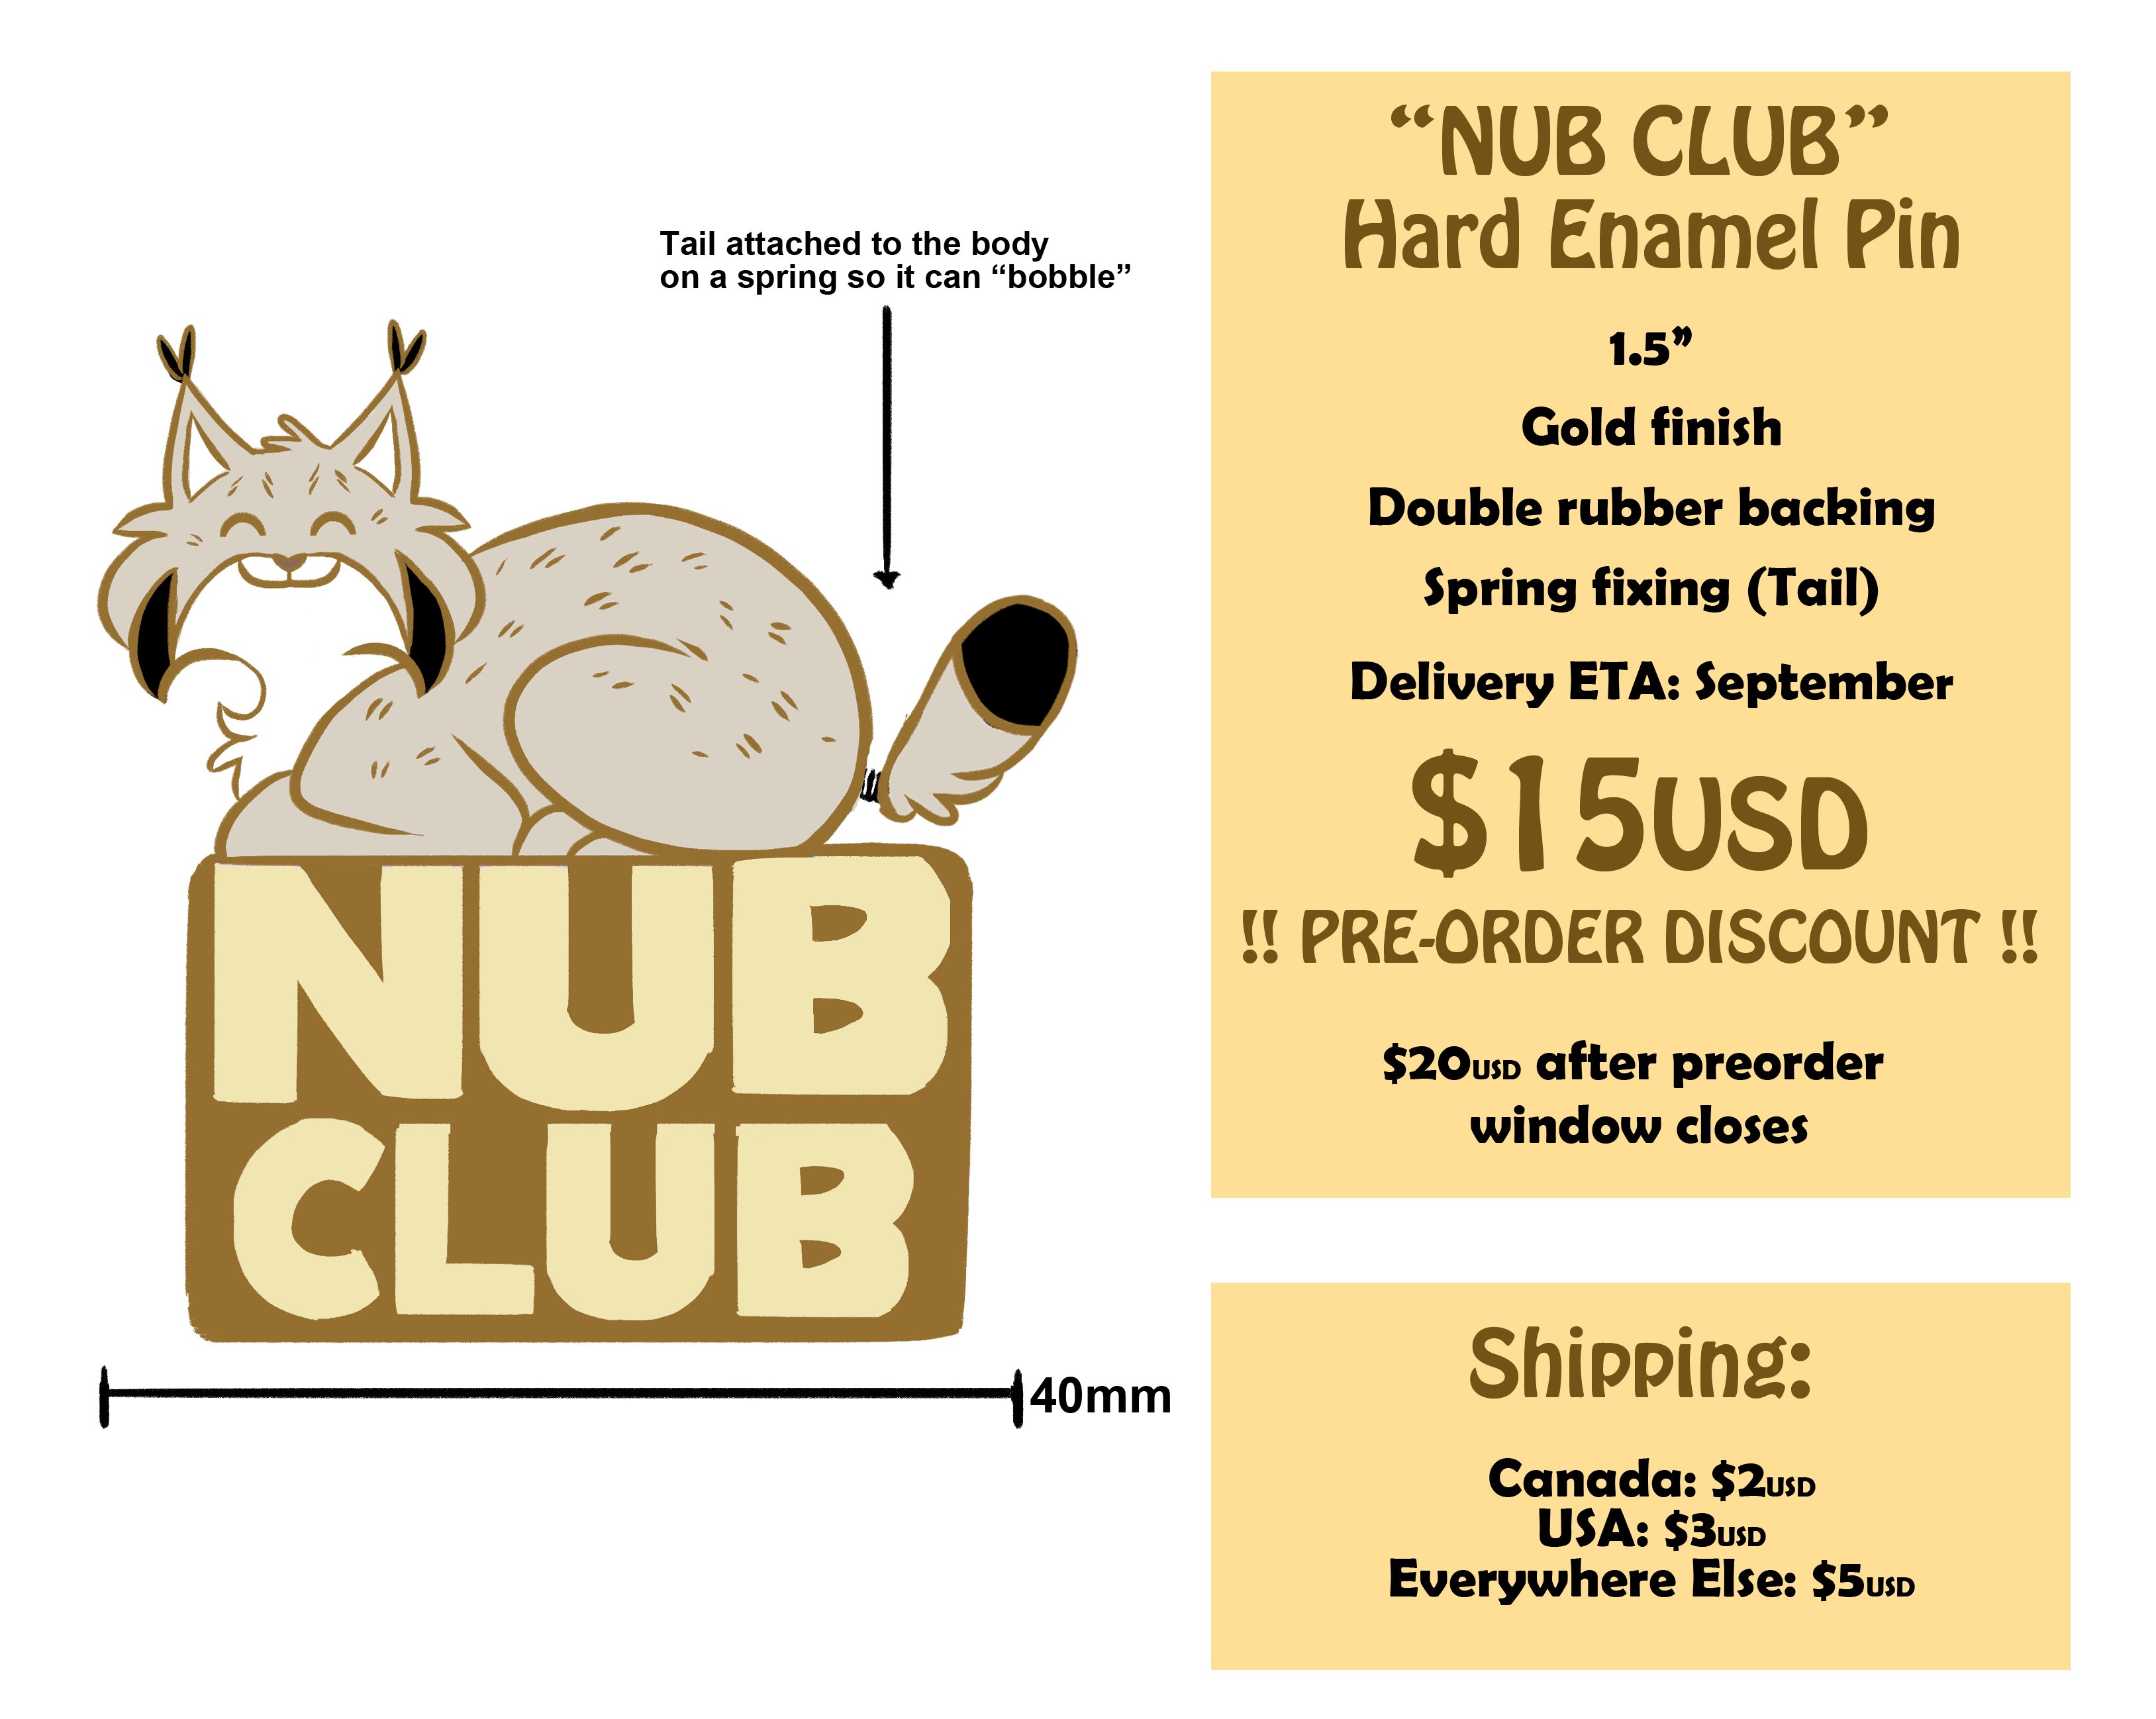 Tail attached to the body
on a spring so it can “bobble”
NUB
CLUB
40mm
“NUB CLUB”
Hard Enamel Pin
1.5”
Gold finish
Double rubber backing
Spring fixing (Tail)
Delivery ETA: September
$15USD
!! PRE-ORDER DISCOUNT !!
$20USD after preorder
window closes
Shipping:
Canada: $2USD
USA: $3USD
Everywhere Else: $5USD